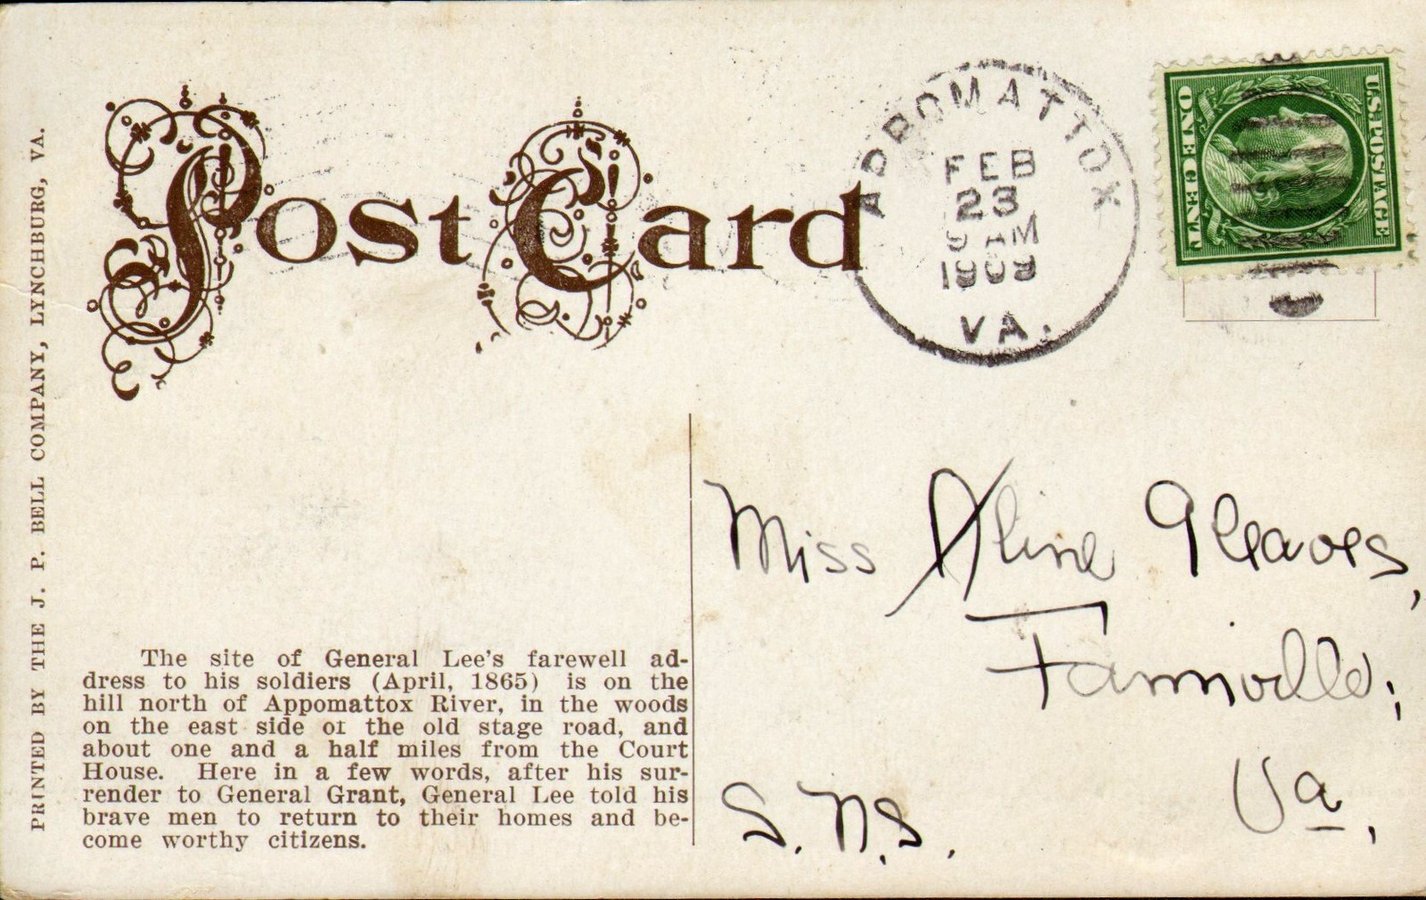 Post Card
APPOMATTOX
FEB
23
9 AM
1909
VA.
U.S. POSTAGE
ONE CENT
PRINTED BY THE J. P. BELL COMPANY, LYNCHBURG, VA.
The site of General Lee's farewell ad-
dress to his soldiers (April, 1865) is on the
hill north of Appomattox River, in the woods
on the east side of the old stage road, and
about one and a half miles from the Court
House. Here in a few words, after his sur-
render to General Grant, General Lee told his
brave men to return to their homes and be-
come worthy citizens.
Miss Aline Gleaves,
Farmville,
Va.,
S. N. S.